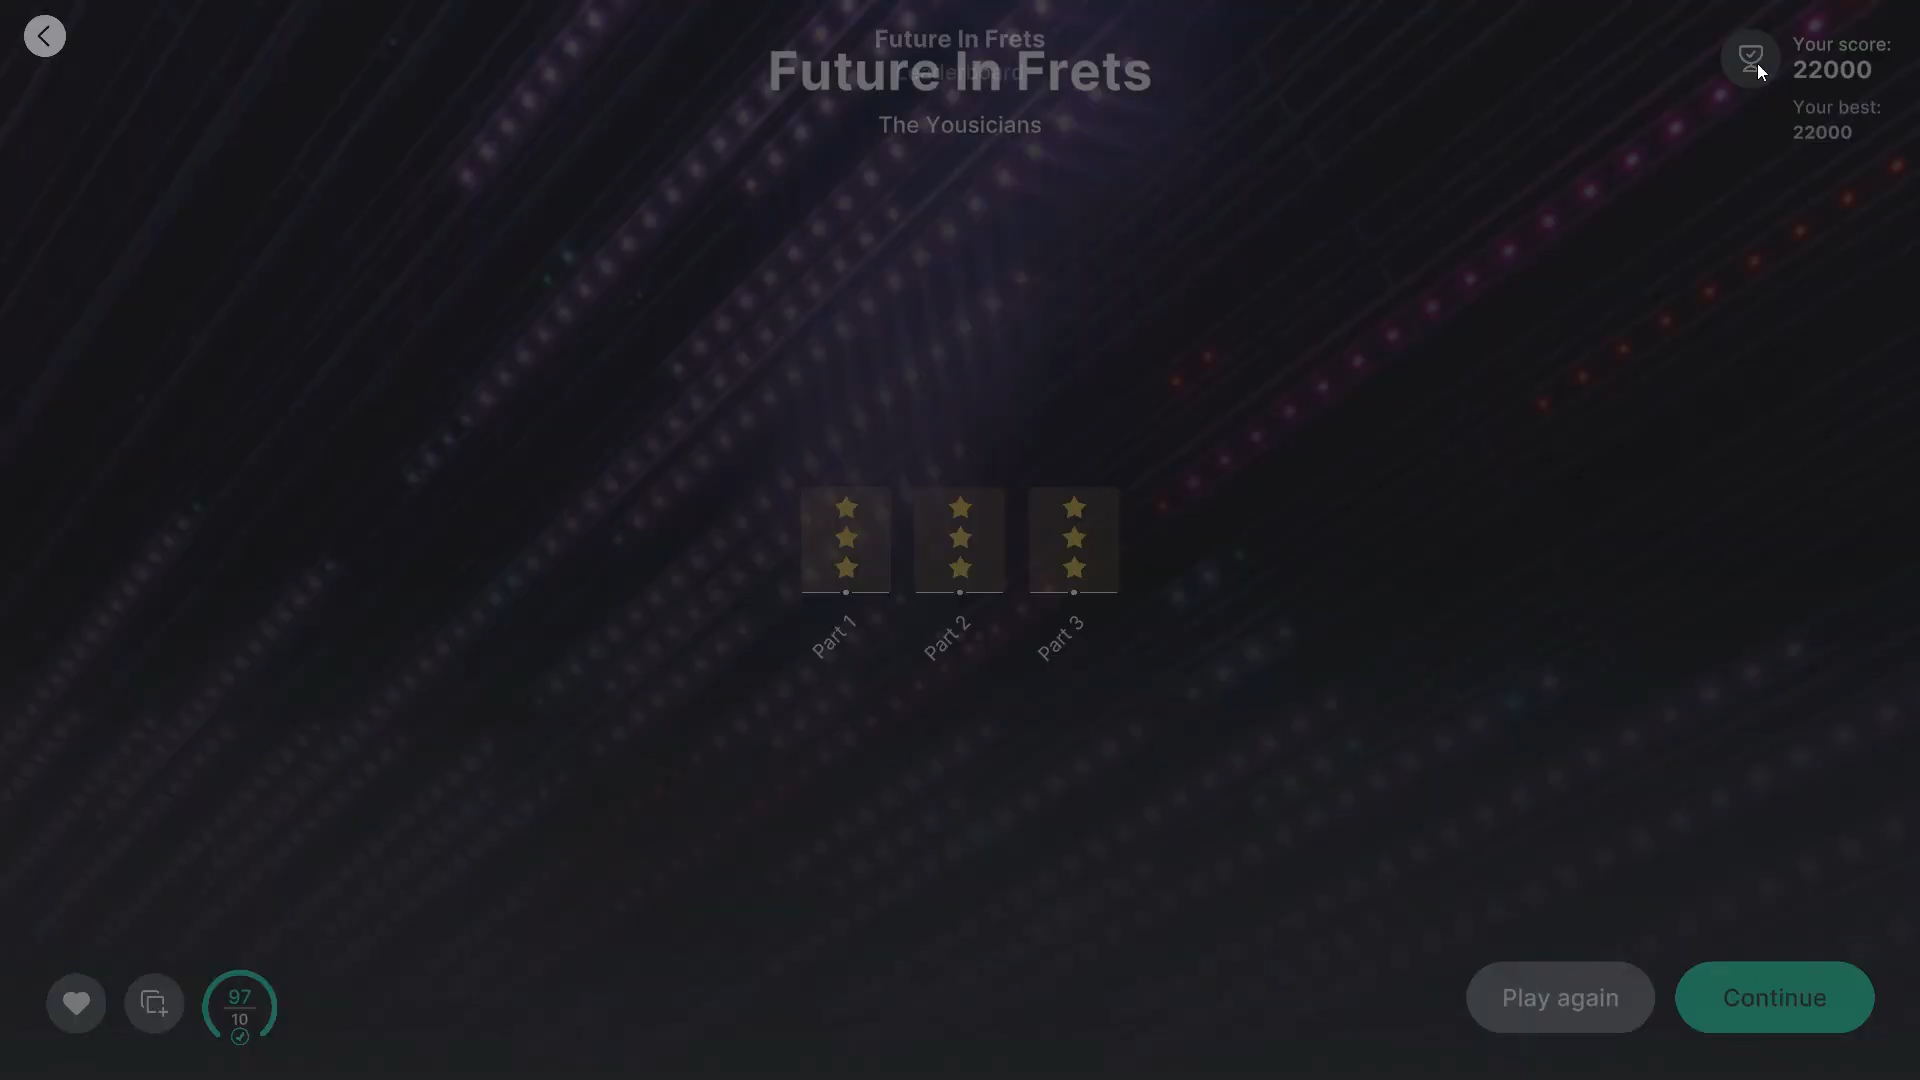 Future In Frets
Leaderboard
Future In Frets
The Yousicians
Your score:
22000
Your best:
22000
Part 1
Part 2
Part 3
97
10
Play again
Continue